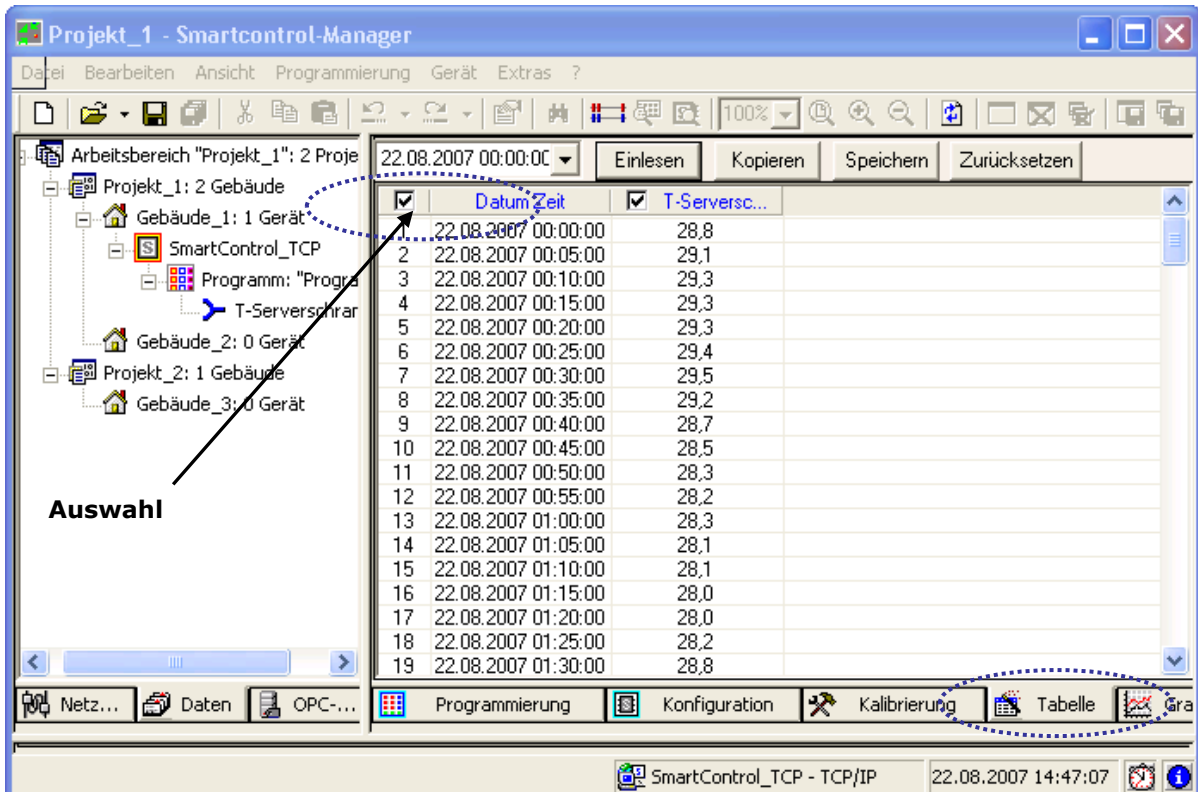 Projekt_1 - Smartcontrol-Manager
Datei Bearbeiten Ansicht Programmierung Gerät Extras ?
100%
Arbeitsbereich "Projekt_1": 2 Proje
Projekt_1: 2 Gebäude
Gebäude_1: 1 Gerät
S SmartControl_TCP
Programm: "Progra
T-Serverschran
Gebäude_2: 0 Gerät
Projekt_2: 1 Gebäude
Gebäude_3: 0 Gerät
Auswahl
22.08.2007 00:00:00 Einlesen Kopieren Speichern Zurücksetzen
Datum Zeit T-Serversc...
1 22.08.2007 00:00:00 28,8
2 22.08.2007 00:05:00 29,1
3 22.08.2007 00:10:00 29,3
4 22.08.2007 00:15:00 29,3
5 22.08.2007 00:20:00 29,3
6 22.08.2007 00:25:00 29,4
7 22.08.2007 00:30:00 29,5
8 22.08.2007 00:35:00 29,2
9 22.08.2007 00:40:00 28,7
10 22.08.2007 00:45:00 28,5
11 22.08.2007 00:50:00 28,3
12 22.08.2007 00:55:00 28,2
13 22.08.2007 01:00:00 28,3
14 22.08.2007 01:05:00 28,1
15 22.08.2007 01:10:00 28,1
16 22.08.2007 01:15:00 28,0
17 22.08.2007 01:20:00 28,0
18 22.08.2007 01:25:00 28,2
19 22.08.2007 01:30:00 28,8
Netz... Daten OPC-...
Programmierung Konfiguration Kalibrierung Tabelle Gra
SmartControl_TCP - TCP/IP 22.08.2007 14:47:07